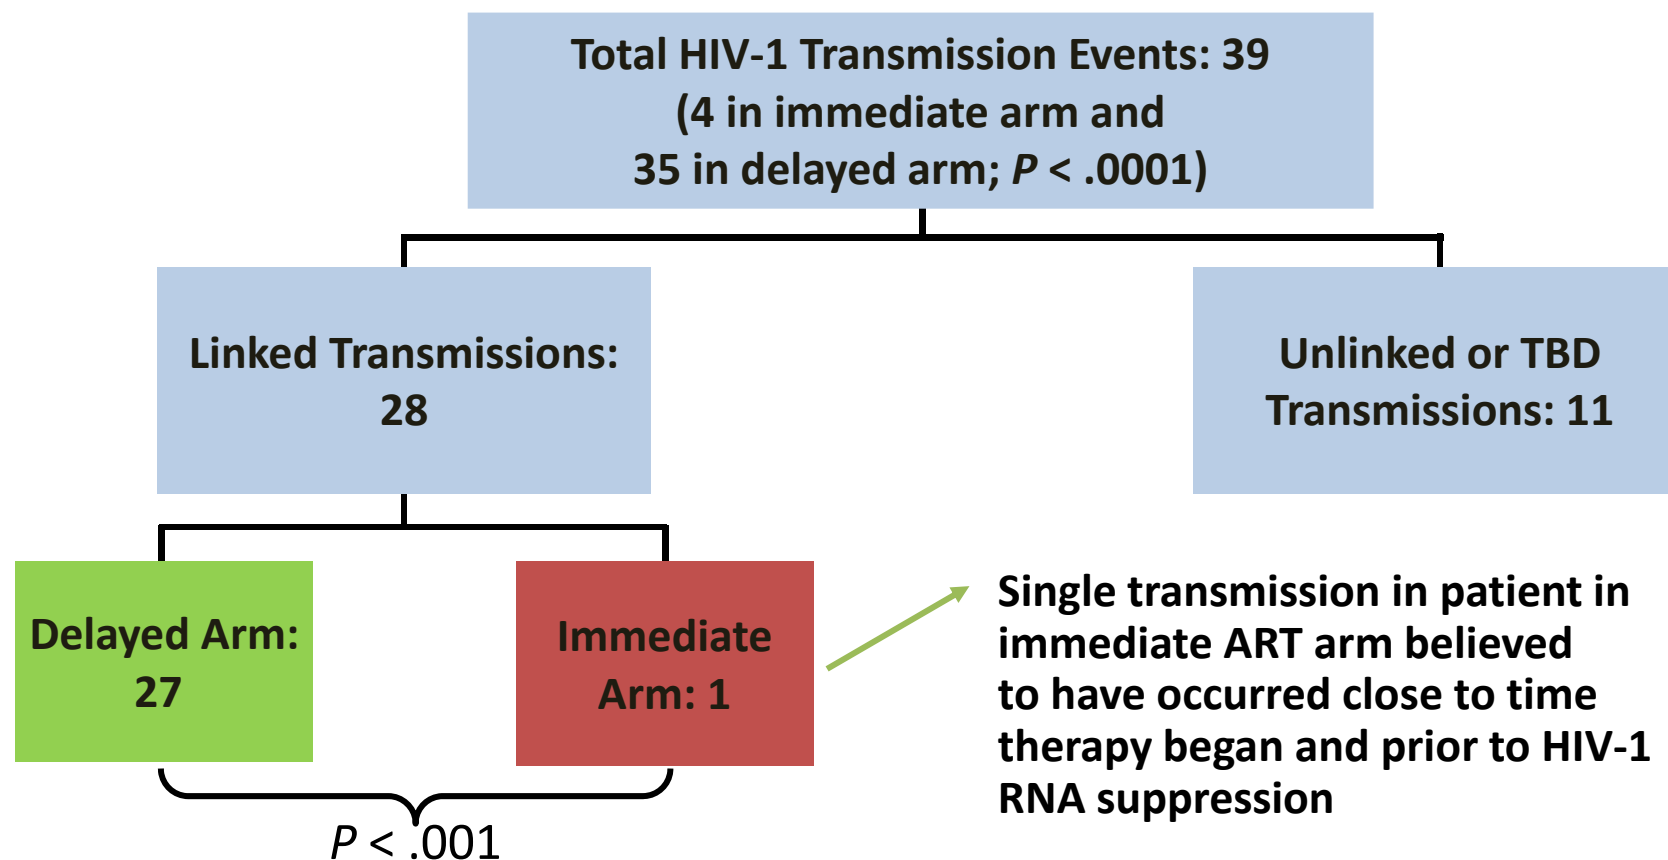 Total HIV-1 Transmission Events: 39
(4 in immediate arm and
35 in delayed arm; P < .0001)
Linked Transmissions:
28
Unlinked or TBD
Transmissions: 11
Delayed Arm:
27
Immediate
Arm: 1
Single transmission in patient in
immediate ART arm believed
to have occurred close to time
therapy began and prior to HIV-1
RNA suppression
P < .001